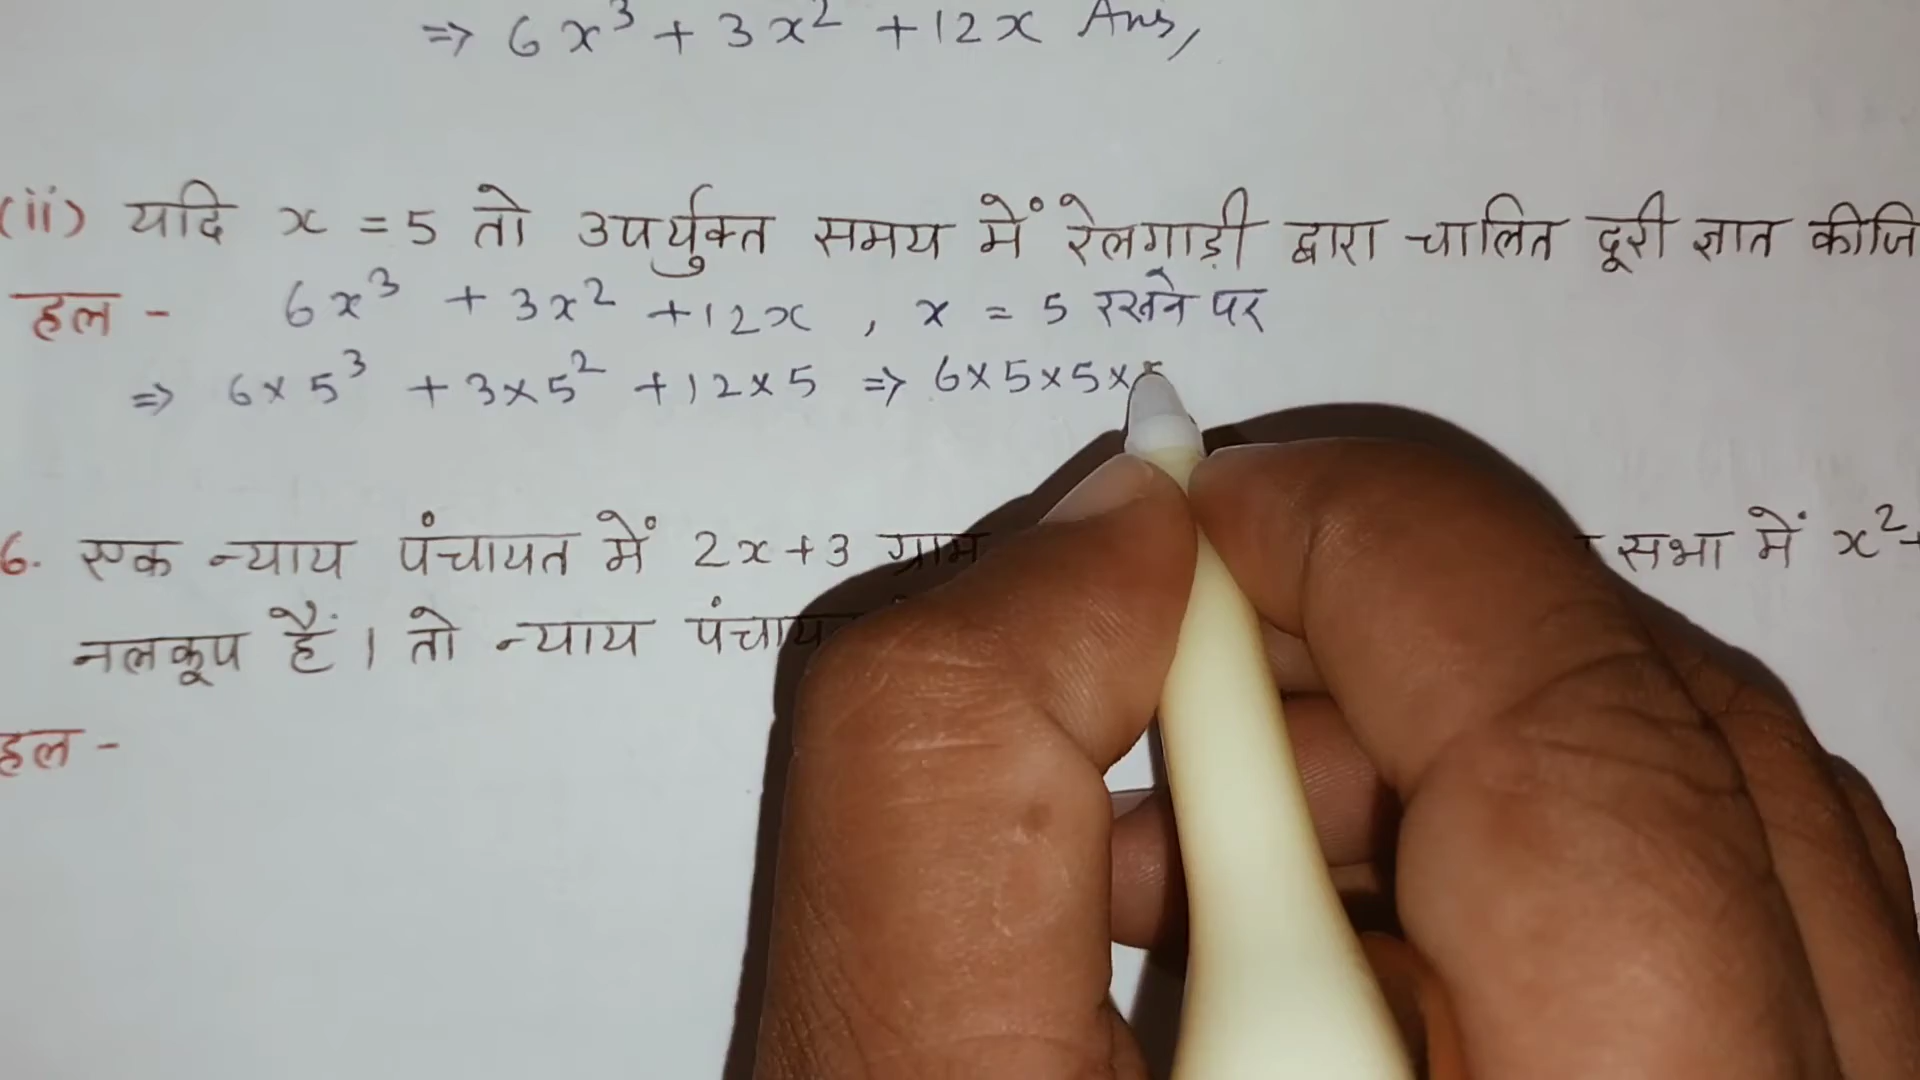 ⇒ 6x³ + 3x² + 12x Ans,
(ii) यदि x = 5 तो उपर्युक्त समय में रेलगाड़ी द्वारा चालित दूरी ज्ञात कीजि
हल - 6x³ + 3x² + 12x , x = 5 रखने पर
⇒ 6 × 5³ + 3 × 5² + 12 × 5 ⇒ 6 × 5 × 5 ×
6. एक न्याय पंचायत में 2x + 3 ग्राम सभा में x² +
नलकूप हैं । तो न्याय पंचाय
हल -